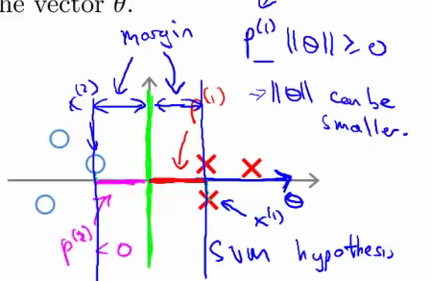 he vector θ.
margin
p^(1) ||θ|| ≥ 0
→ ||θ|| can be
smaller.
x^(2)
p^(1)
x^(1)
θ
p^(2) < 0
SVM hypothesis